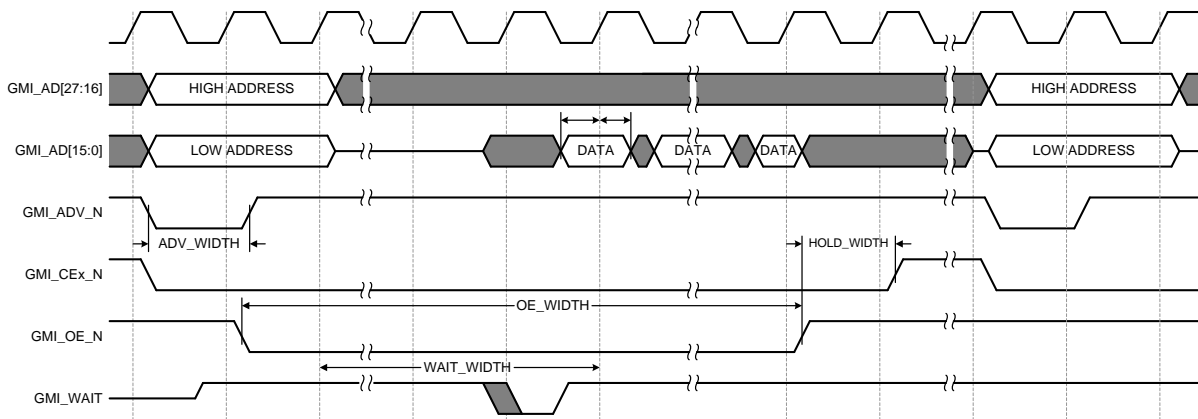 GMI_AD[27:16] HIGH ADDRESS HIGH ADDRESS
GMI_AD[15:0] LOW ADDRESS DATA DATA DATA LOW ADDRESS
GMI_ADV_N
ADV_WIDTH HOLD_WIDTH
GMI_CEx_N
OE_WIDTH
GMI_OE_N
WAIT_WIDTH
GMI_WAIT